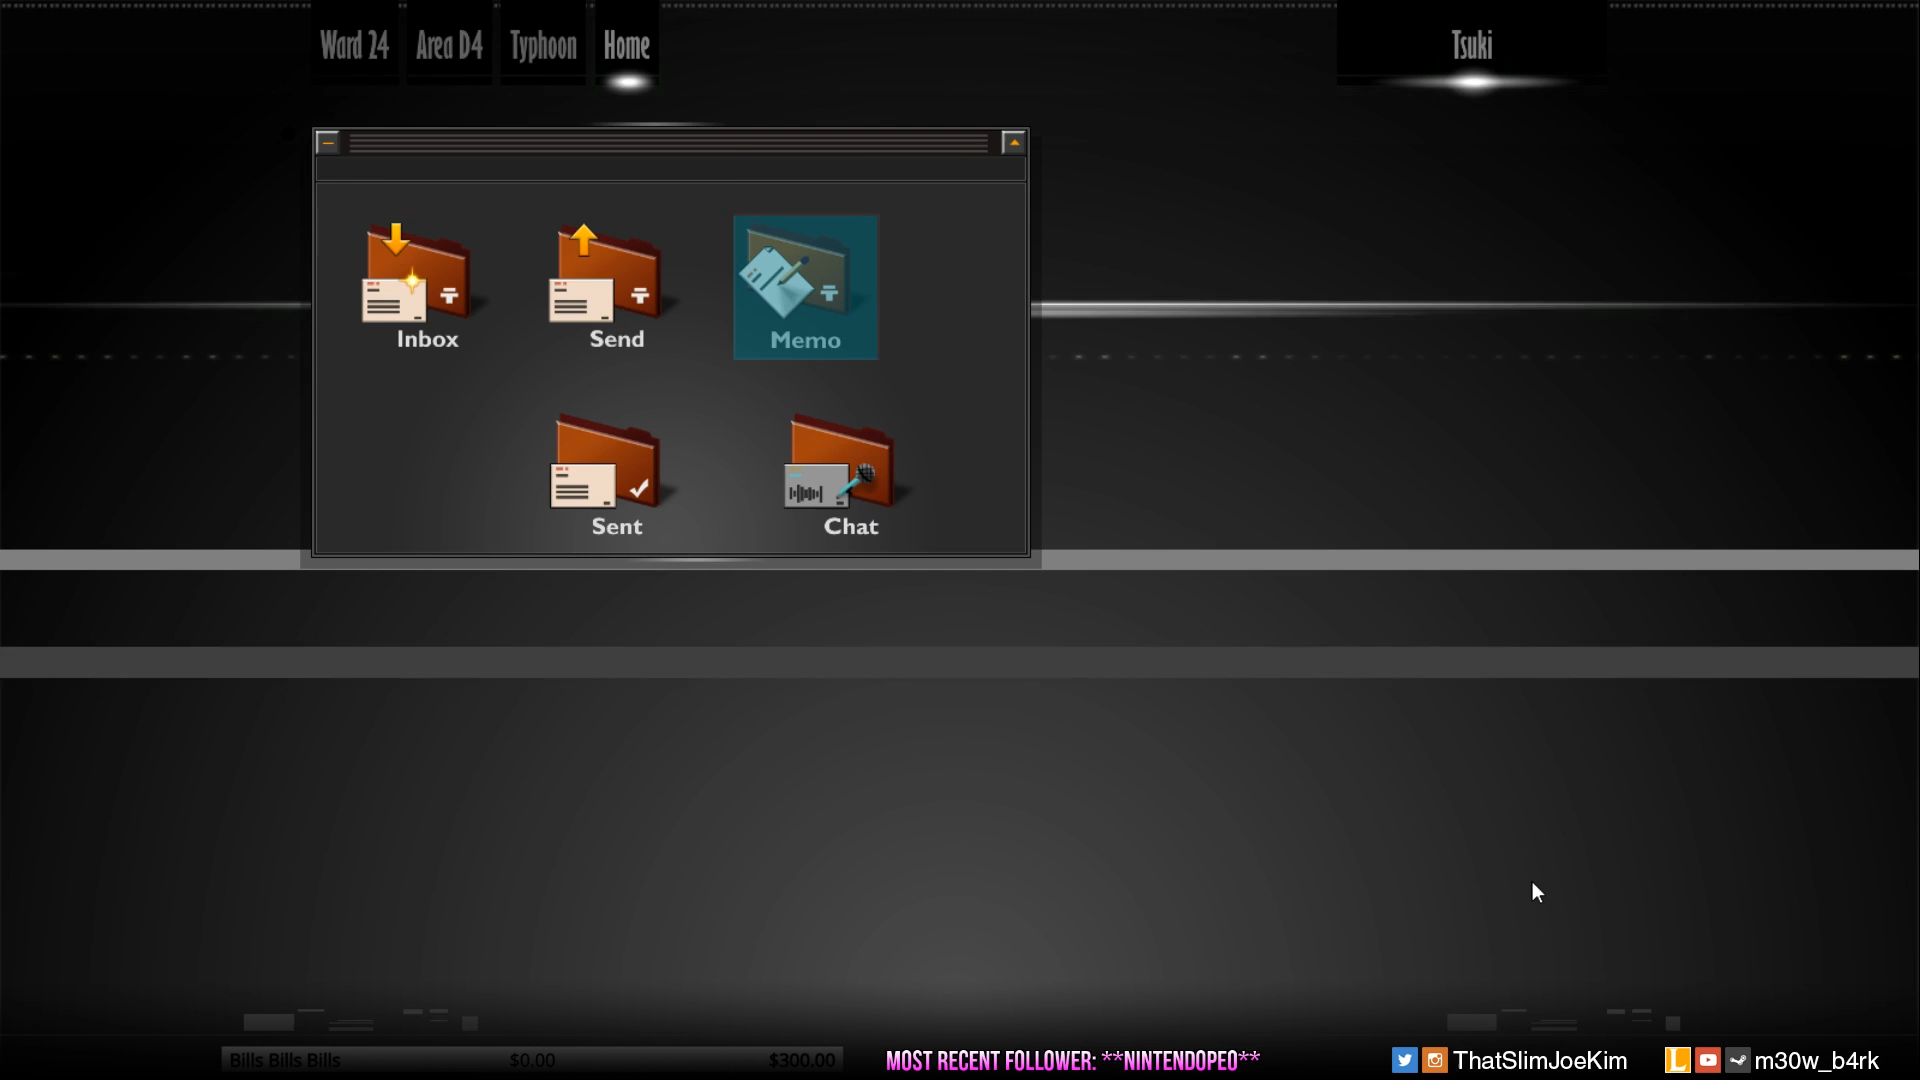 Ward 24 Area D4 Typhoon Home Tsuki
Inbox Send Memo
Sent Chat
Bills Bills Bills $0.00 $300.00 MOST RECENT FOLLOWER: **NINTENDOPEO** ThatSlimJoeKim L m30w_b4rk